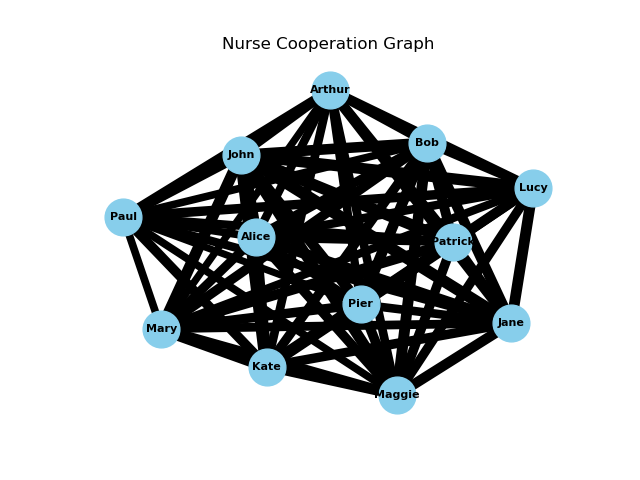 Nurse Cooperation Graph
Arthur
Bob
John
Lucy
Paul
Alice
Patrick
Pier
Jane
Mary
Kate
Maggie